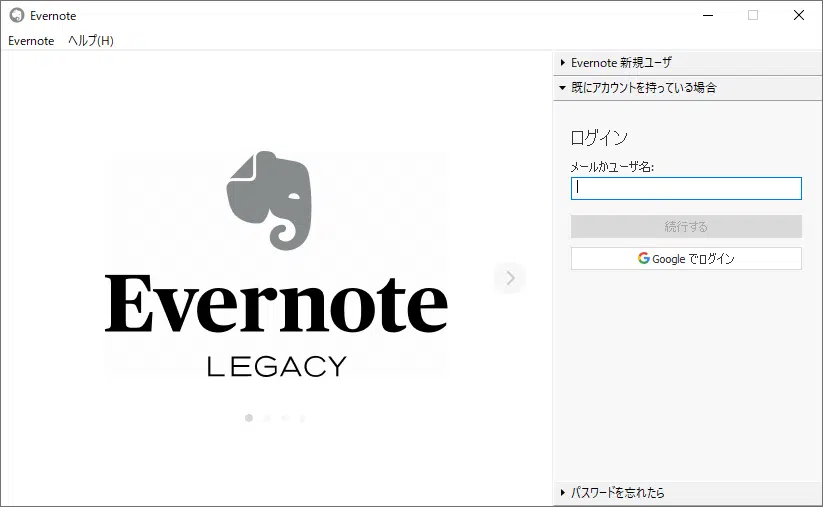 Evernote
Evernote ヘルプ(H)
Evernote
LEGACY
Evernote 新規ユーザ
既にアカウントを持っている場合
ログイン
メールかユーザ名:
続行する
Google でログイン
パスワードを忘れたら